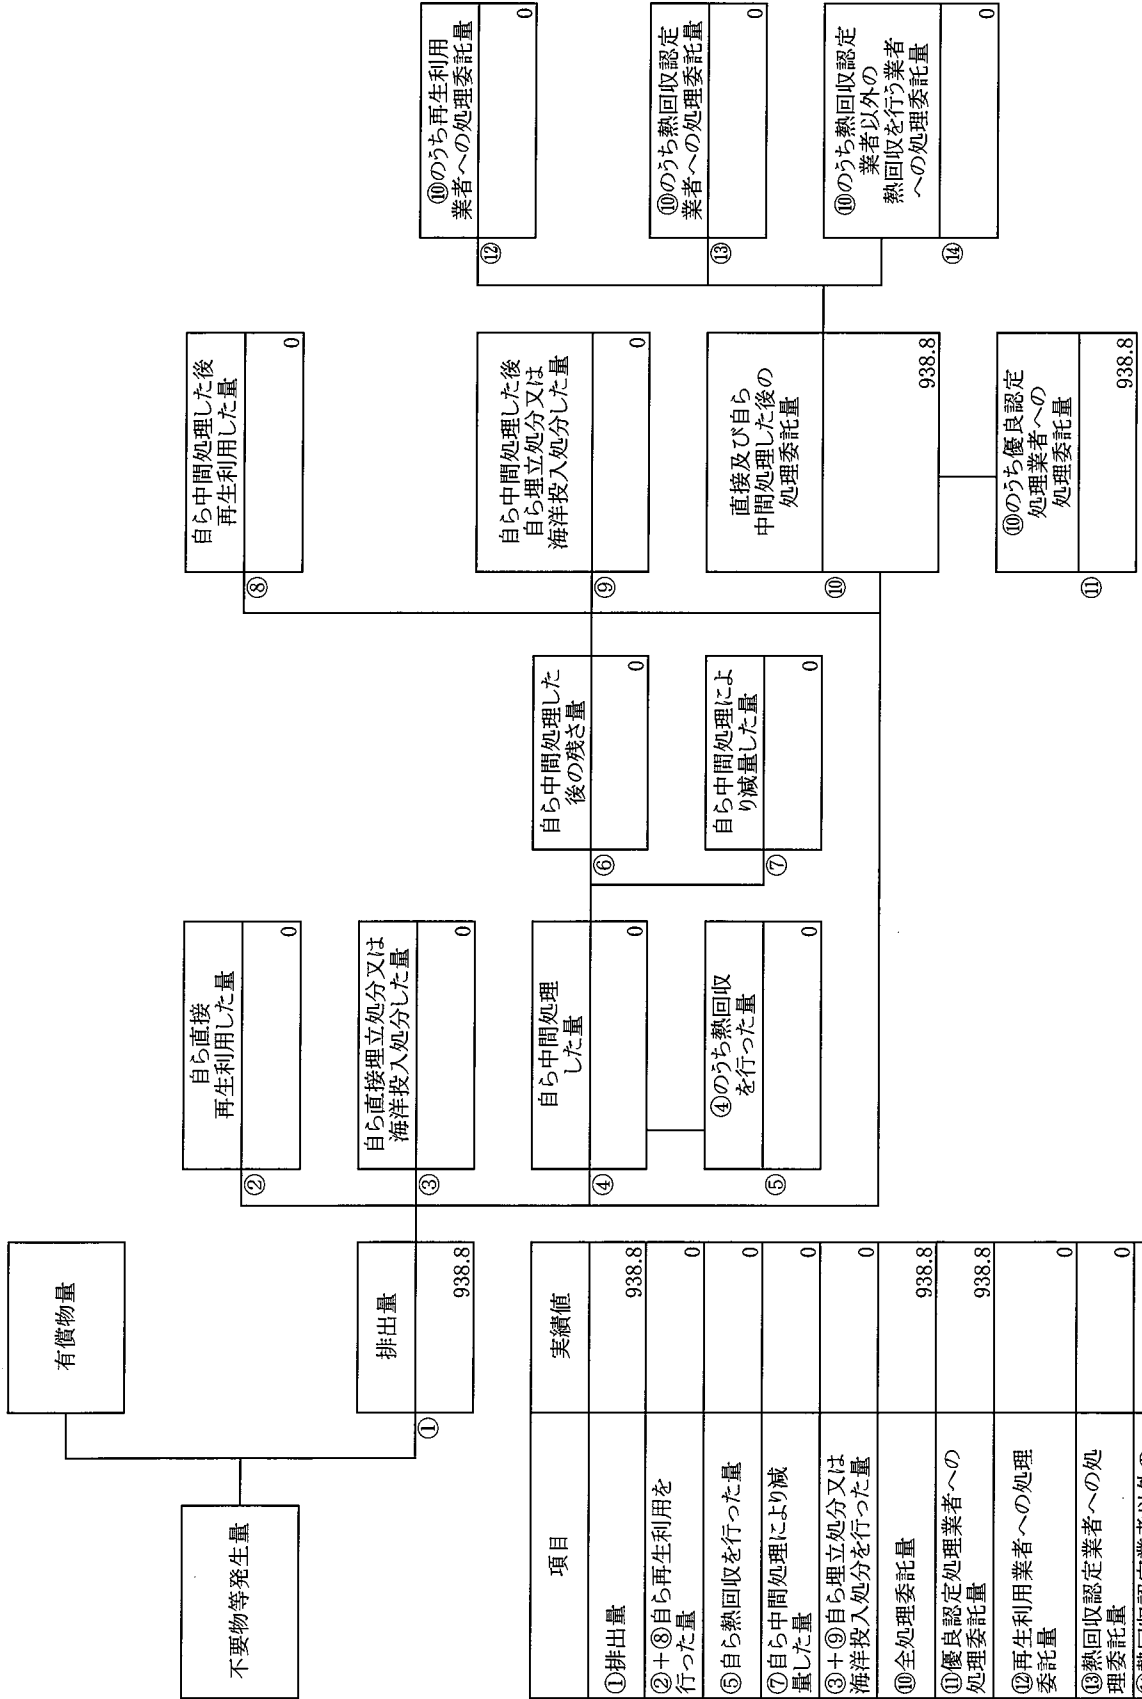 不要物等発生量
有償物量
①
排出量
938.8
②
自ら直接
再生利用した量
0
③
自ら直接埋立処分又は
海洋投入処分した量
0
④
自ら中間処理
した量
0
⑤
④のうち熱回収
を行った量
0
⑥
自ら中間処理した
後の残さ量
0
⑦
自ら中間処理によ
り減量した量
0
⑧
自ら中間処理した後
再生利用した量
0
⑨
自ら中間処理した後
自ら埋立処分又は
海洋投入処分した量
0
⑩
直接及び自ら
中間処理した後の
処理委託量
938.8
⑪
⑩のうち優良認定
処理業者への
処理委託量
938.8
⑫
⑩のうち再生利用
業者への処理委託量
0
⑬
⑩のうち熱回収認定
業者への処理委託量
0
⑭
⑩のうち熱回収認定
業者以外の
熱回収を行う業者
への処理委託量
0
項目
実績値
①排出量
938.8
②+⑧自ら再生利用を
行った量
0
⑤自ら熱回収を行った量
0
⑦自ら中間処理により減
量した量
0
③+⑨自ら埋立処分又は
海洋投入処分を行った量
0
⑩全処理委託量
938.8
⑪優良認定処理業者への
処理委託量
938.8
⑫再生利用業者への処理
委託量
0
⑬熱回収認定業者への処
理委託量
0